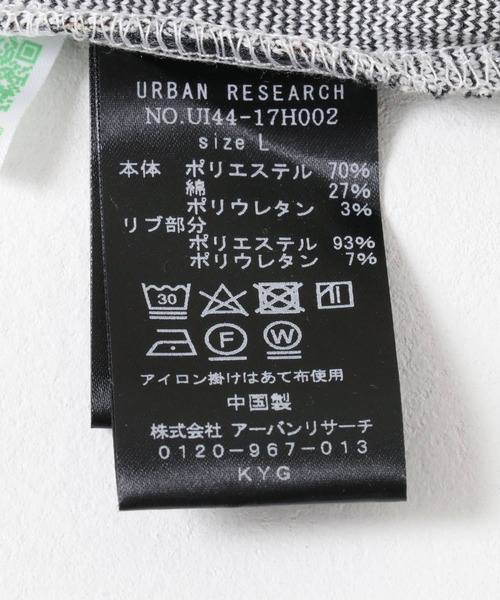 URBAN RESEARCH
NO.UI44-17H002
size L
本体 ポリエステル 70%
綿 27%
ポリウレタン 3%
リブ部分
ポリエステル 93%
ポリウレタン 7%
30
F W
アイロン掛けはあて布使用
中国製
株式会社 アーバンリサーチ
0120-967-013
KYG